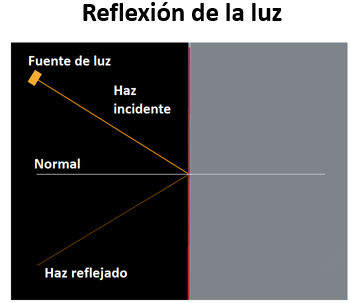 Reflexión de la luz
Fuente de luz
Haz
incidente
Normal
Haz reflejado